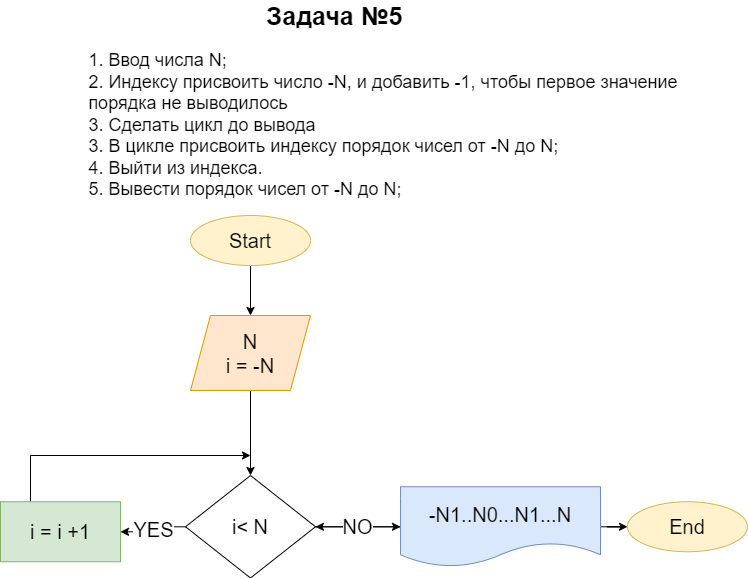 Задача №5
1. Ввод числа N;
2. Индексу присвоить число -N, и добавить -1, чтобы первое значение
порядка не выводилось
3. Сделать цикл до вывода
3. В цикле присвоить индексу порядок чисел от -N до N;
4. Выйти из индекса.
5. Вывести порядок чисел от -N до N;
Start
N
i = -N
i = i +1
YES
i< N
NO
-N1..N0...N1...N
End